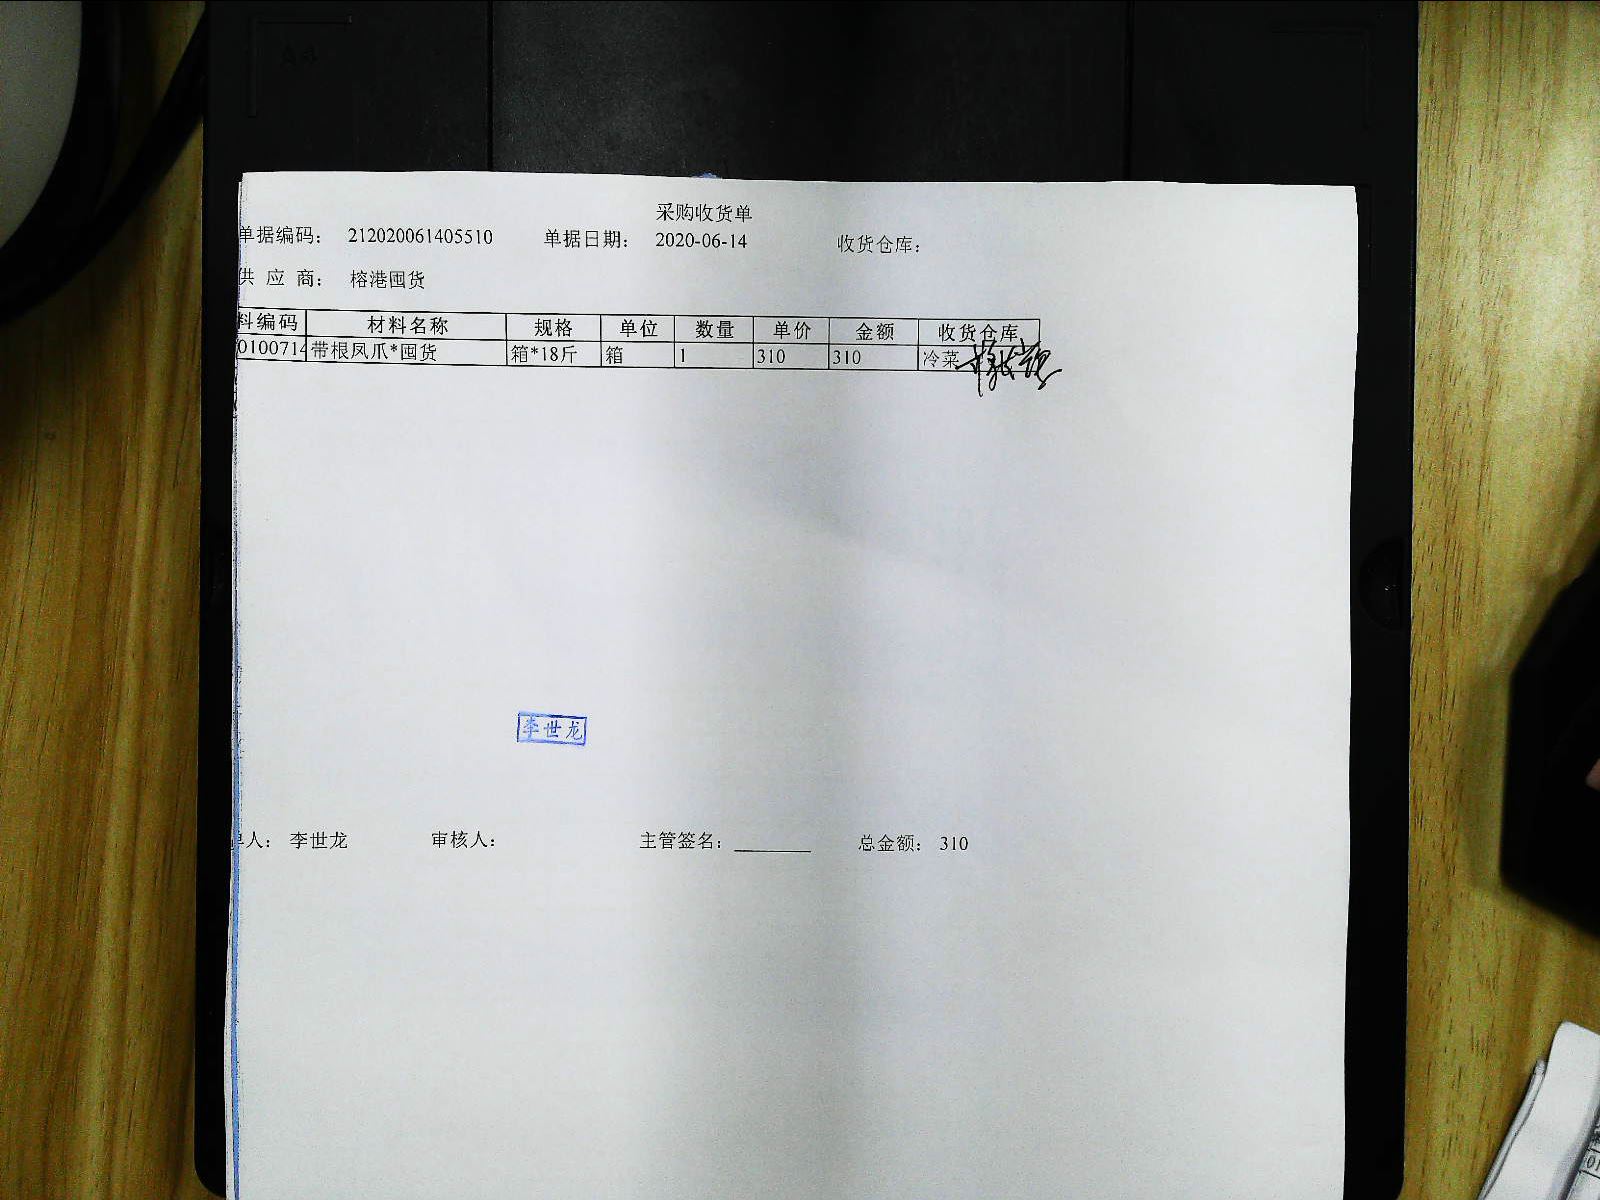 采购收货单
单据编码： 212020061405510 单据日期： 2020-06-14 收货仓库：
供 应 商： 榕港囤货
料编码 材料名称 规格 单位 数量 单价 金额 收货仓库
0100714 带根凤爪*囤货 箱*18斤 箱 1 310 310 冷菜
李世龙
单人： 李世龙 审核人： 主管签名： 总金额： 310